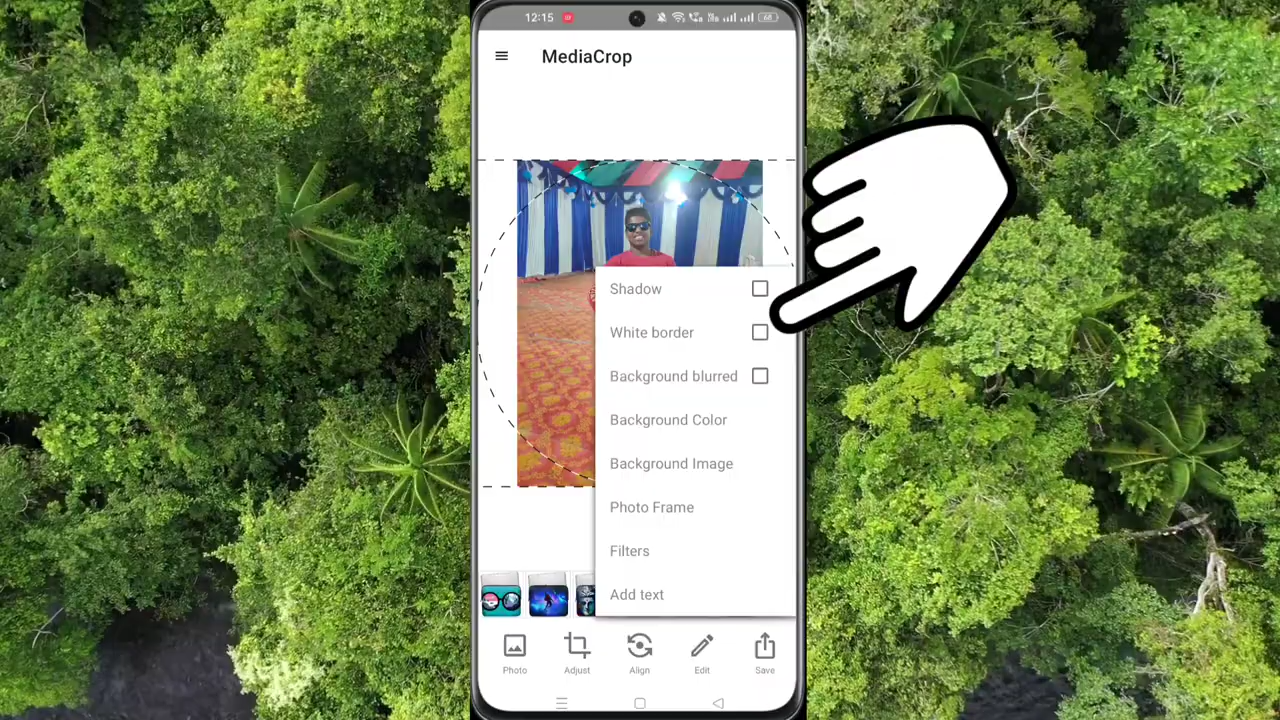 12:15
68
MediaCrop
Shadow
White border
Background blurred
Background Color
Background Image
Photo Frame
Filters
Add text
Photo
Adjust
Align
Edit
Save